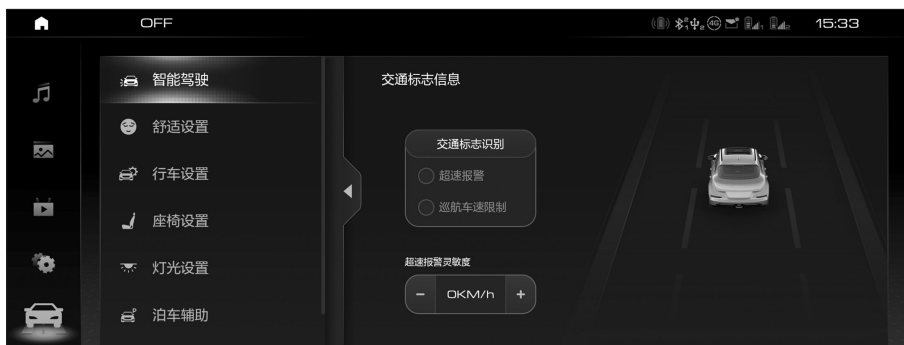 OFF
4G
15:33
智能驾驶
舒适设置
行车设置
座椅设置
灯光设置
泊车辅助
交通标志信息
交通标志识别
超速报警
巡航车速限制
超速报警灵敏度
- 0KM/h +